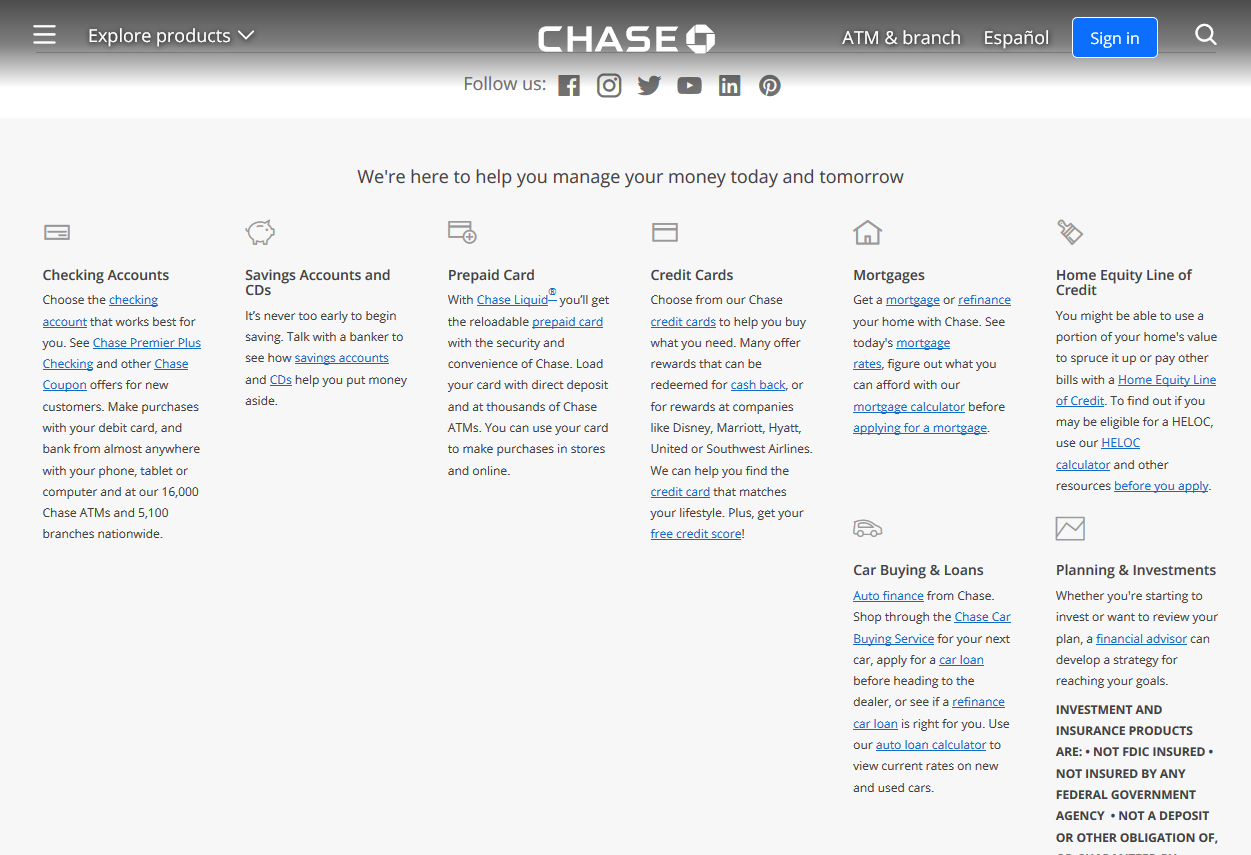 Explore products
CHASE
ATM & branch
Español
Sign in
Follow us:
We're here to help you manage your money today and tomorrow
Checking Accounts
Choose the checking
account that works best for
you. See Chase Premier Plus
Checking and other Chase
Coupon offers for new
customers. Make purchases
with your debit card, and
bank from almost anywhere
with your phone, tablet or
computer and at our 16,000
Chase ATMs and 5,100
branches nationwide.
Savings Accounts and
CDs
It’s never too early to begin
saving. Talk with a banker to
see how savings accounts
and CDs help you put money
aside.
Prepaid Card
With Chase Liquid® you’ll get
the reloadable prepaid card
with the security and
convenience of Chase. Load
your card with direct deposit
and at thousands of Chase
ATMs. You can use your card
to make purchases in stores
and online.
Credit Cards
Choose from our Chase
credit cards to help you buy
what you need. Many offer
rewards that can be
redeemed for cash back, or
for rewards at companies
like Disney, Marriott, Hyatt,
United or Southwest Airlines.
We can help you find the
credit card that matches
your lifestyle. Plus, get your
free credit score!
Mortgages
Get a mortgage or refinance
your home with Chase. See
today's mortgage
rates, figure out what you
can afford with our
mortgage calculator before
applying for a mortgage.
Home Equity Line of
Credit
You might be able to use a
portion of your home's value
to spruce it up or pay other
bills with a Home Equity Line
of Credit. To find out if you
may be eligible for a HELOC,
use our HELOC
calculator and other
resources before you apply.
Car Buying & Loans
Auto finance from Chase.
Shop through the Chase Car
Buying Service for your next
car, apply for a car loan
before heading to the
dealer, or see if a refinance
car loan is right for you. Use
our auto loan calculator to
view current rates on new
and used cars.
Planning & Investments
Whether you're starting to
invest or want to review your
plan, a financial advisor can
develop a strategy for
reaching your goals.
INVESTMENT AND
INSURANCE PRODUCTS
ARE: • NOT FDIC INSURED •
NOT INSURED BY ANY
FEDERAL GOVERNMENT
AGENCY • NOT A DEPOSIT
OR OTHER OBLIGATION OF,